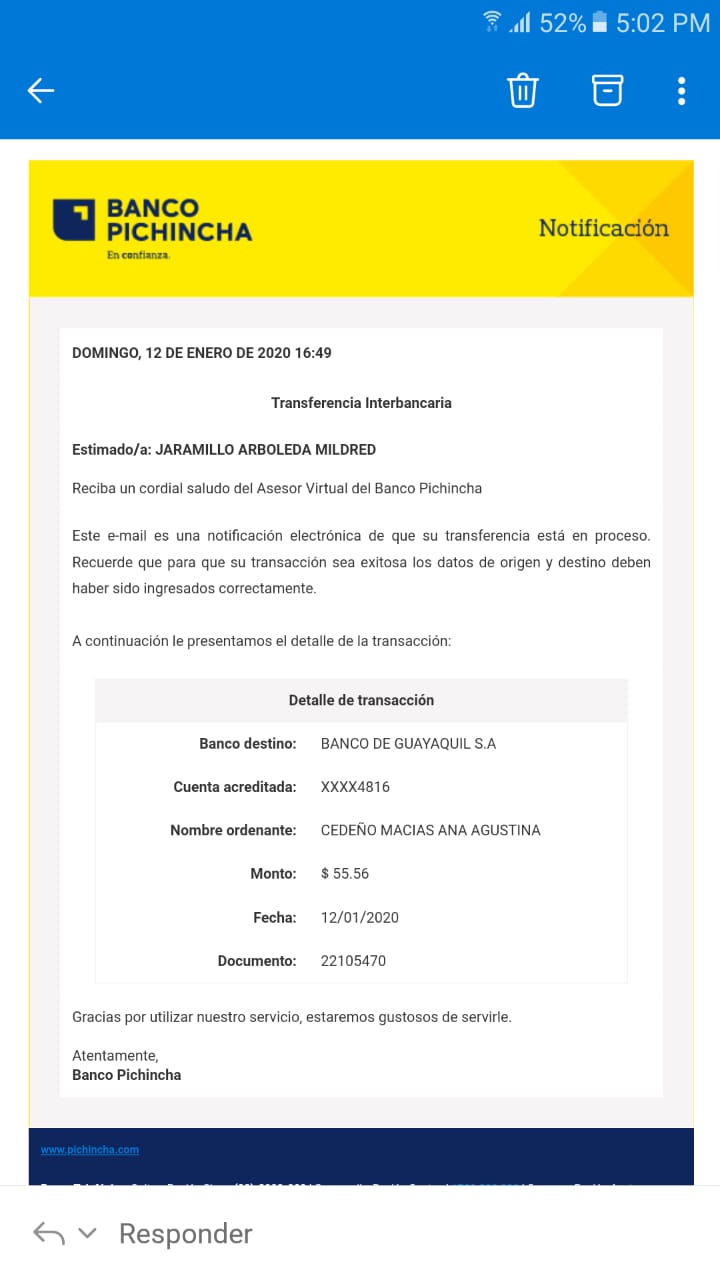 52% 5:02 PM
BANCO
PICHINCHA
En confianza.
Notificación
DOMINGO, 12 DE ENERO DE 2020 16:49
Transferencia Interbancaria
Estimado/a: JARAMILLO ARBOLEDA MILDRED
Reciba un cordial saludo del Asesor Virtual del Banco Pichincha
Este e-mail es una notificación electrónica de que su transferencia está en proceso.
Recuerde que para que su transacción sea exitosa los datos de origen y destino deben
haber sido ingresados correctamente.
A continuación le presentamos el detalle de la transacción:
Detalle de transacción
Banco destino: BANCO DE GUAYAQUIL S.A
Cuenta acreditada: XXXX4816
Nombre ordenante: CEDEÑO MACIAS ANA AGUSTINA
Monto: $ 55.56
Fecha: 12/01/2020
Documento: 22105470
Gracias por utilizar nuestro servicio, estaremos gustosos de servirle.
Atentamente,
Banco Pichincha
www.pichincha.com
Responder